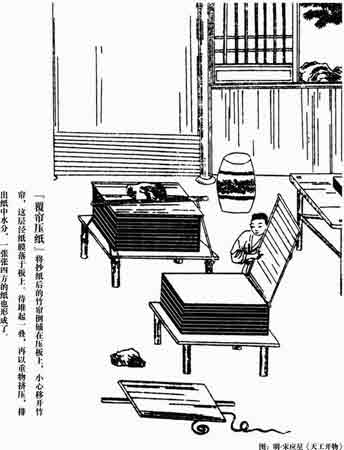 『覆帘压纸』将抄纸后的竹帘倒铺在压板上，小心移开竹
帘，这层湿纸膜落于板上。待堆起一叠，再以重物挤压，排
出纸中水分，一张张四方的纸也形成了。
图：明·宋应星《天工开物》